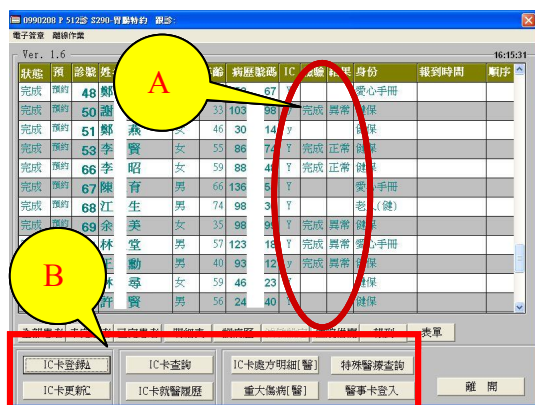 0990208 P 512診 S290-胃腸特約 跟診:
電子簽章 離線作業
Ver. 1.6 16:15:31
狀態 預 診號 姓 齡 病歷號碼 IC 果 身份 報到時間 順序
完成 預約 48 鄭 67 Y 愛心手冊
完成 預約 50 謝 33 103 98 完成 異常 健保
完成 預約 51 鄭 燕 女 46 30 14 y 健保
完成 預約 53 李 賢 女 55 86 74 Y 完成 正常 健保
完成 預約 66 李 昭 女 59 88 4 Y 完成 正常 健保
完成 預約 67 陳 育 男 66 136 5 Y 愛心手冊
完成 預約 68 江 生 男 74 98 3 Y 老人(健)
完成 預約 69 余 美 女 35 98 9 Y 完成 異常 健保
林 堂 男 57 123 18 Y 完成 異常 愛心手冊
王 勳 男 40 93 12 y 完成 異常 健保
林 尋 女 59 46 23 健保
許 賢 男 56 24 40 Y 健保
A
B
報到 表單
IC卡登錄A IC卡查詢 IC卡處方明細[醫] 特殊醫療查詢
IC卡更新C IC卡就醫履歷 重大傷病[醫] 醫事卡登入 離 開